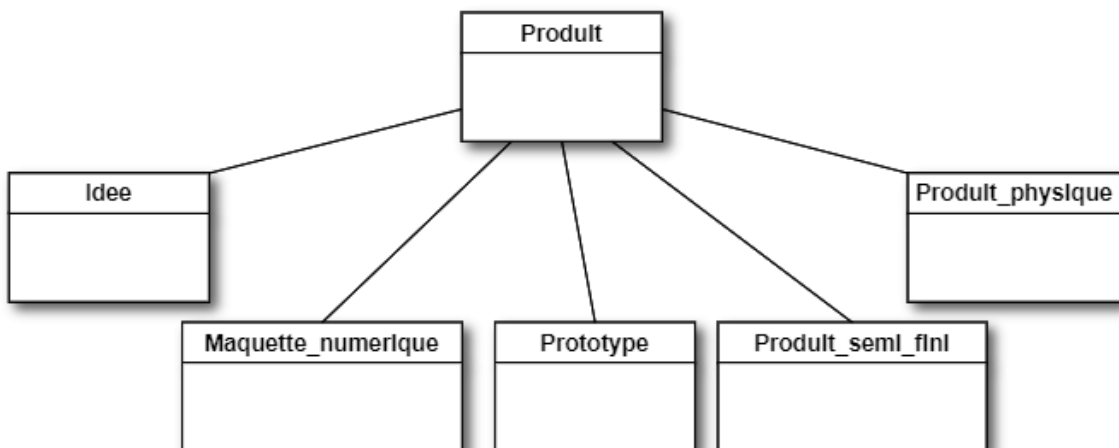 Produit
Idee
Produit_physique
Maquette_numerique
Prototype
Produit_semi_fini